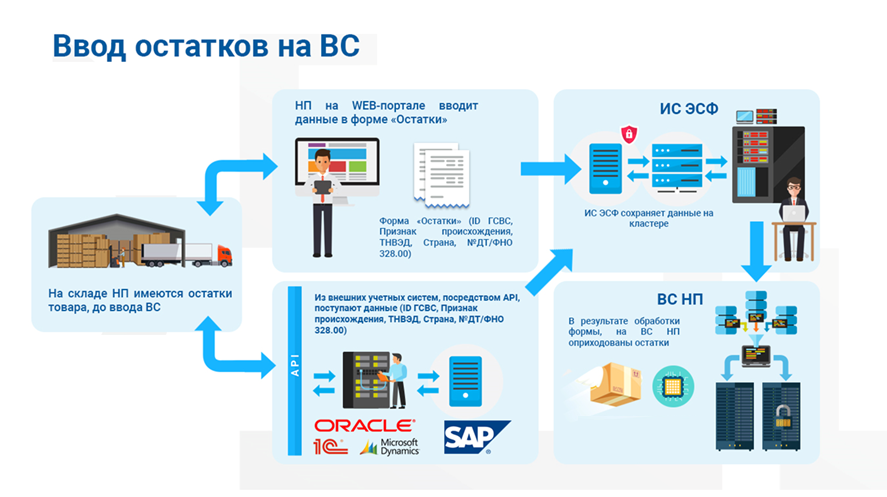 Ввод остатков на ВС
НП на WEB-портале вводит
данные в форме «Остатки»
Форма «Остатки» (ID ГСВС,
Признак происхождения,
ТНВЭД, Страна, №ДТ/ФНО
328.00)
ИС ЭСФ
ИС ЭСФ сохраняет данные на
кластере
На складе НП имеются остатки
товара, до ввода ВС
API
Из внешних учетных систем, посредством API,
поступают данные (ID ГСВС, Признак
происхождения, ТНВЭД, Страна, №ДТ/ФНО
328.00)
ORACLE
1С
Microsoft
Dynamics
SAP
ВС НП
В результате обработки
формы, на ВС НП
оприходованы остатки